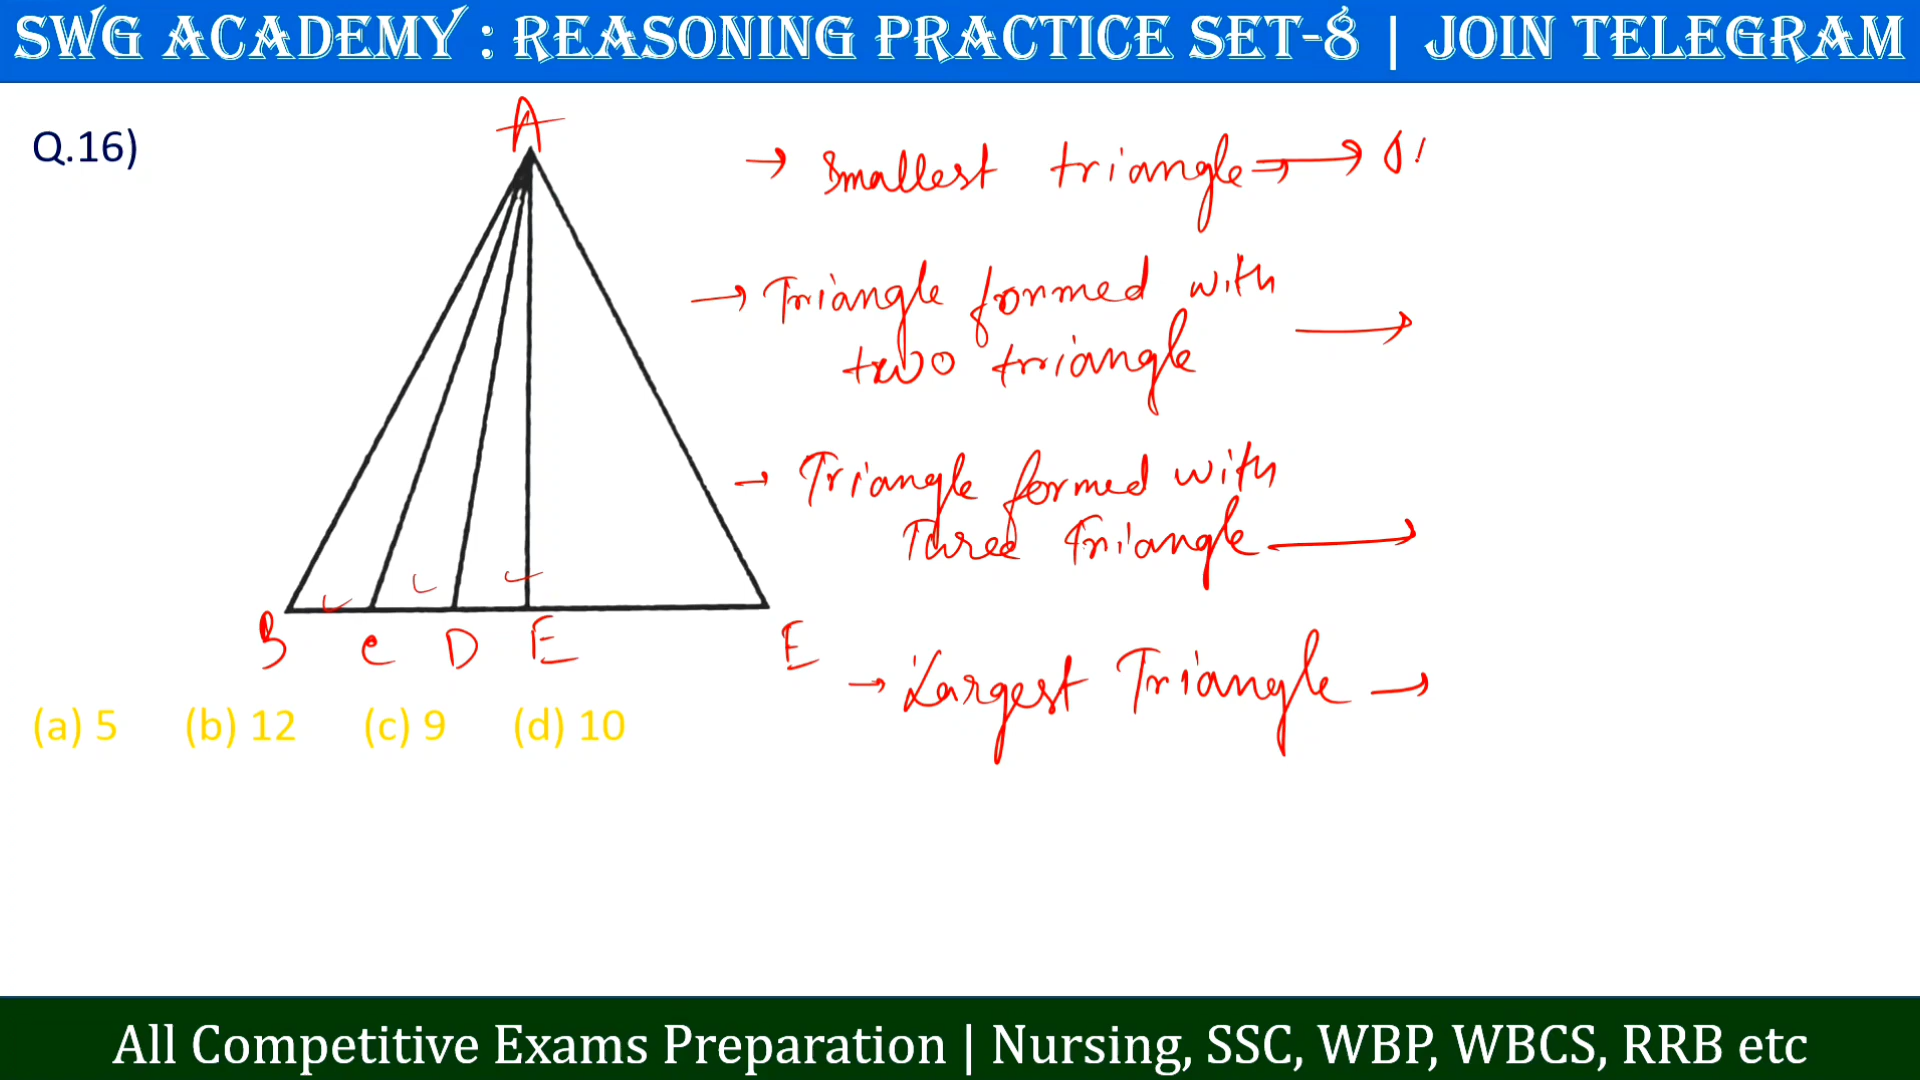 SWG ACADEMY : REASONING PRACTICE SET-8 | JOIN TELEGRAM
Q.16)
A
B C D E E
→ Smallest triangle ⇒ →
→ Triangle formed with
two triangle →
→ Triangle formed with
Three Triangle →
→ Largest Triangle →
(a) 5 (b) 12 (c) 9 (d) 10
All Competitive Exams Preparation | Nursing, SSC, WBP, WBCS, RRB etc